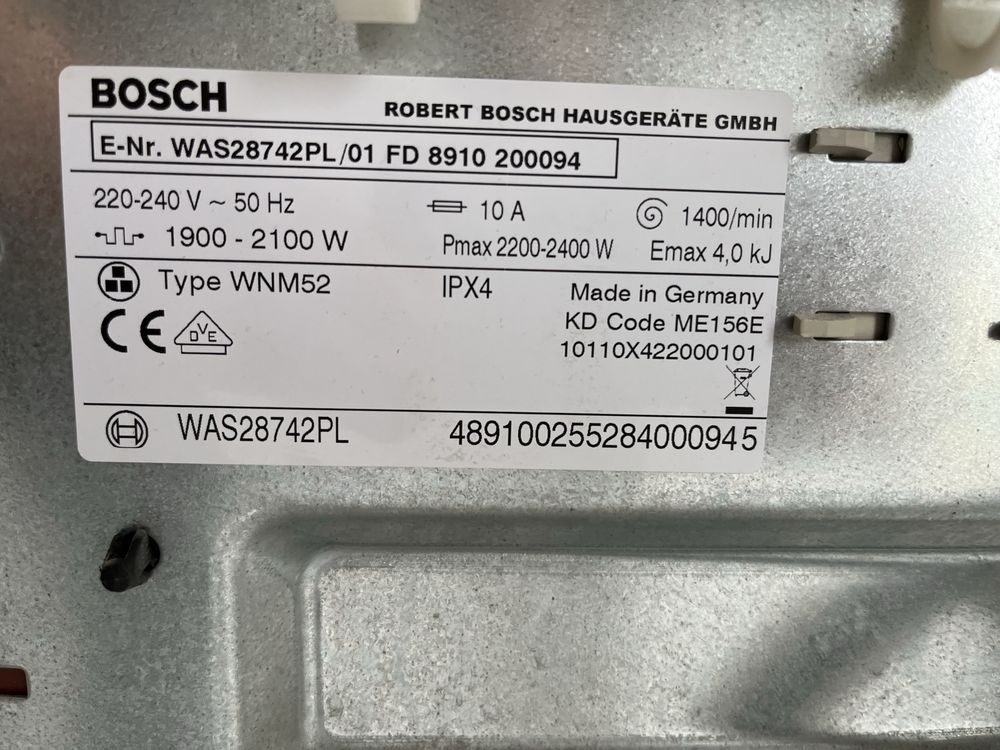 BOSCH
ROBERT BOSCH HAUSGERÄTE GMBH
E-Nr. WAS28742PL/01 FD 8910 200094
220-240 V ~ 50 Hz 10 A 1400/min
1900 - 2100 W Pmax 2200-2400 W Emax 4,0 kJ
Type WNM52 IPX4 Made in Germany
KD Code ME156E
CE DVE
10110X422000101
WAS28742PL 489100255284000945